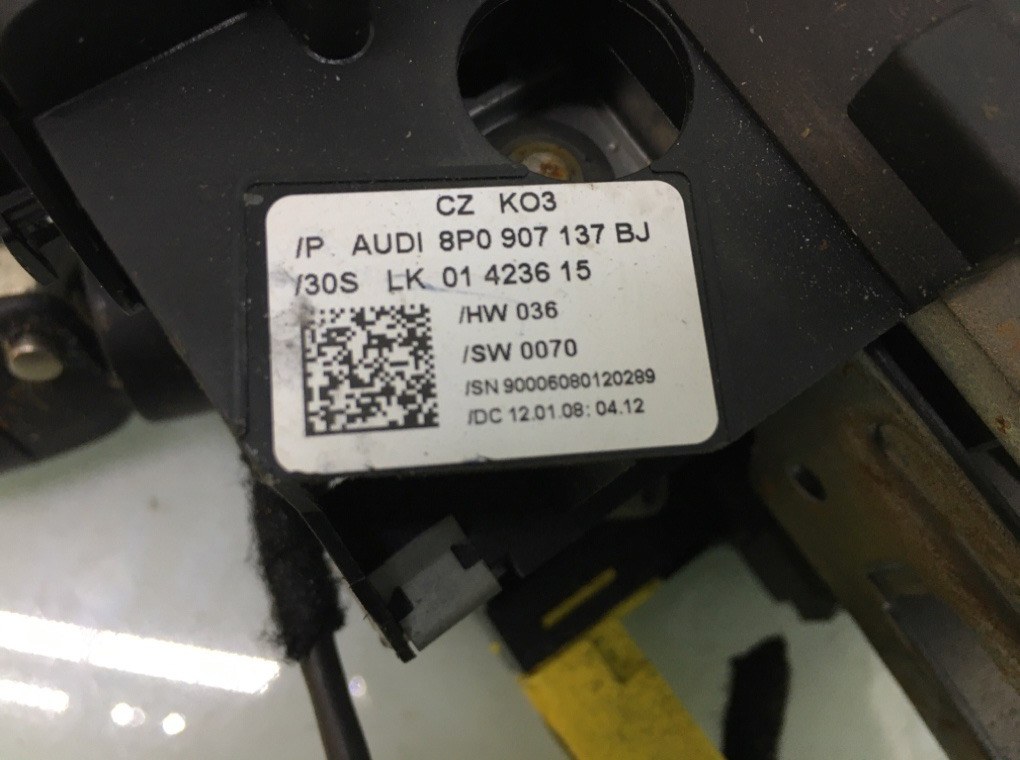 CZ KO3
/P AUDI 8P0 907 137 BJ
/30S LK 01 4236 15
/HW 036
/SW 0070
/SN 90006080120289
/DC 12.01.08: 04.12